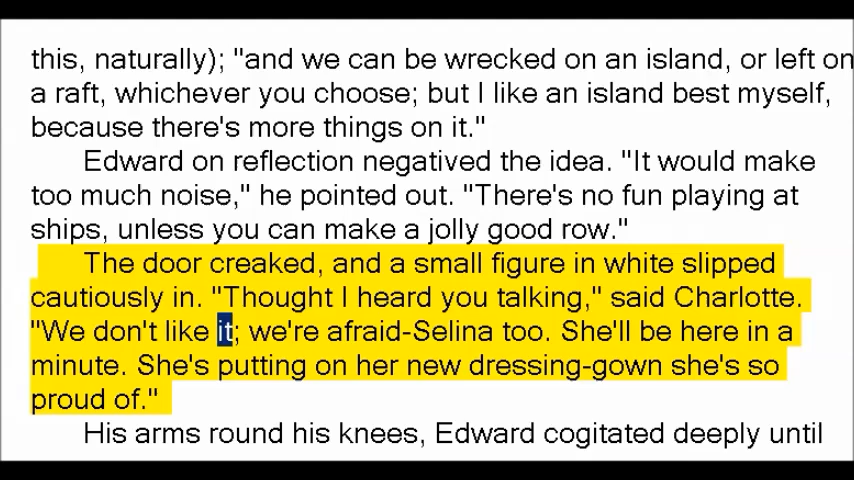 this, naturally); "and we can be wrecked on an island, or left on
a raft, whichever you choose; but I like an island best myself,
because there's more things on it."
Edward on reflection negatived the idea. "It would make
too much noise," he pointed out. "There's no fun playing at
ships, unless you can make a jolly good row."
The door creaked, and a small figure in white slipped
cautiously in. "Thought I heard you talking," said Charlotte.
"We don't like it; we're afraid-Selina too. She'll be here in a
minute. She's putting on her new dressing-gown she's so
proud of."
His arms round his knees, Edward cogitated deeply until